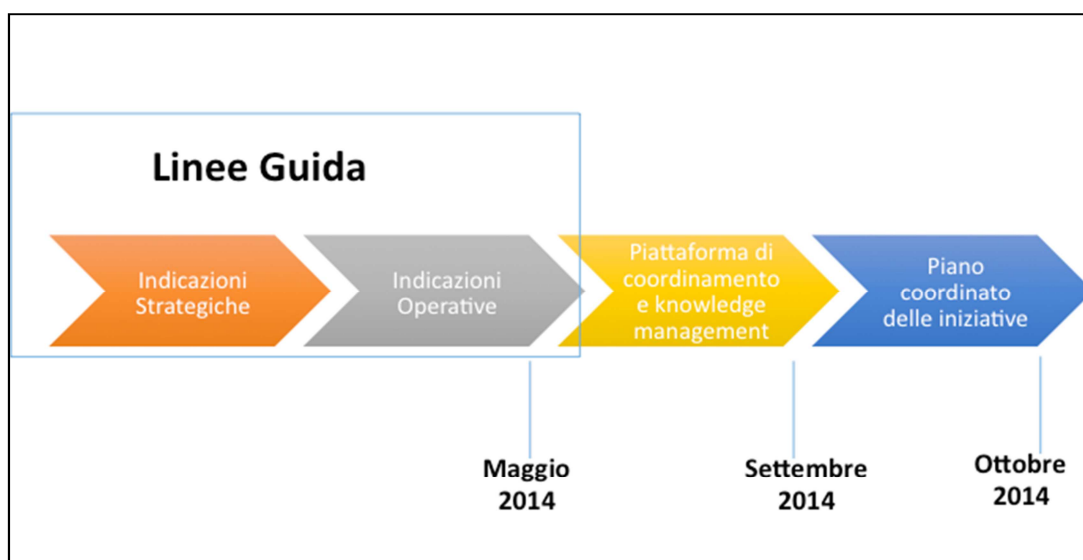 Linee Guida
Indicazioni
Strategiche
Indicazioni
Operative
Piattaforma di
coordinamento
e knowledge
management
Piano
coordinato
delle iniziative
Maggio
2014
Settembre
2014
Ottobre
2014